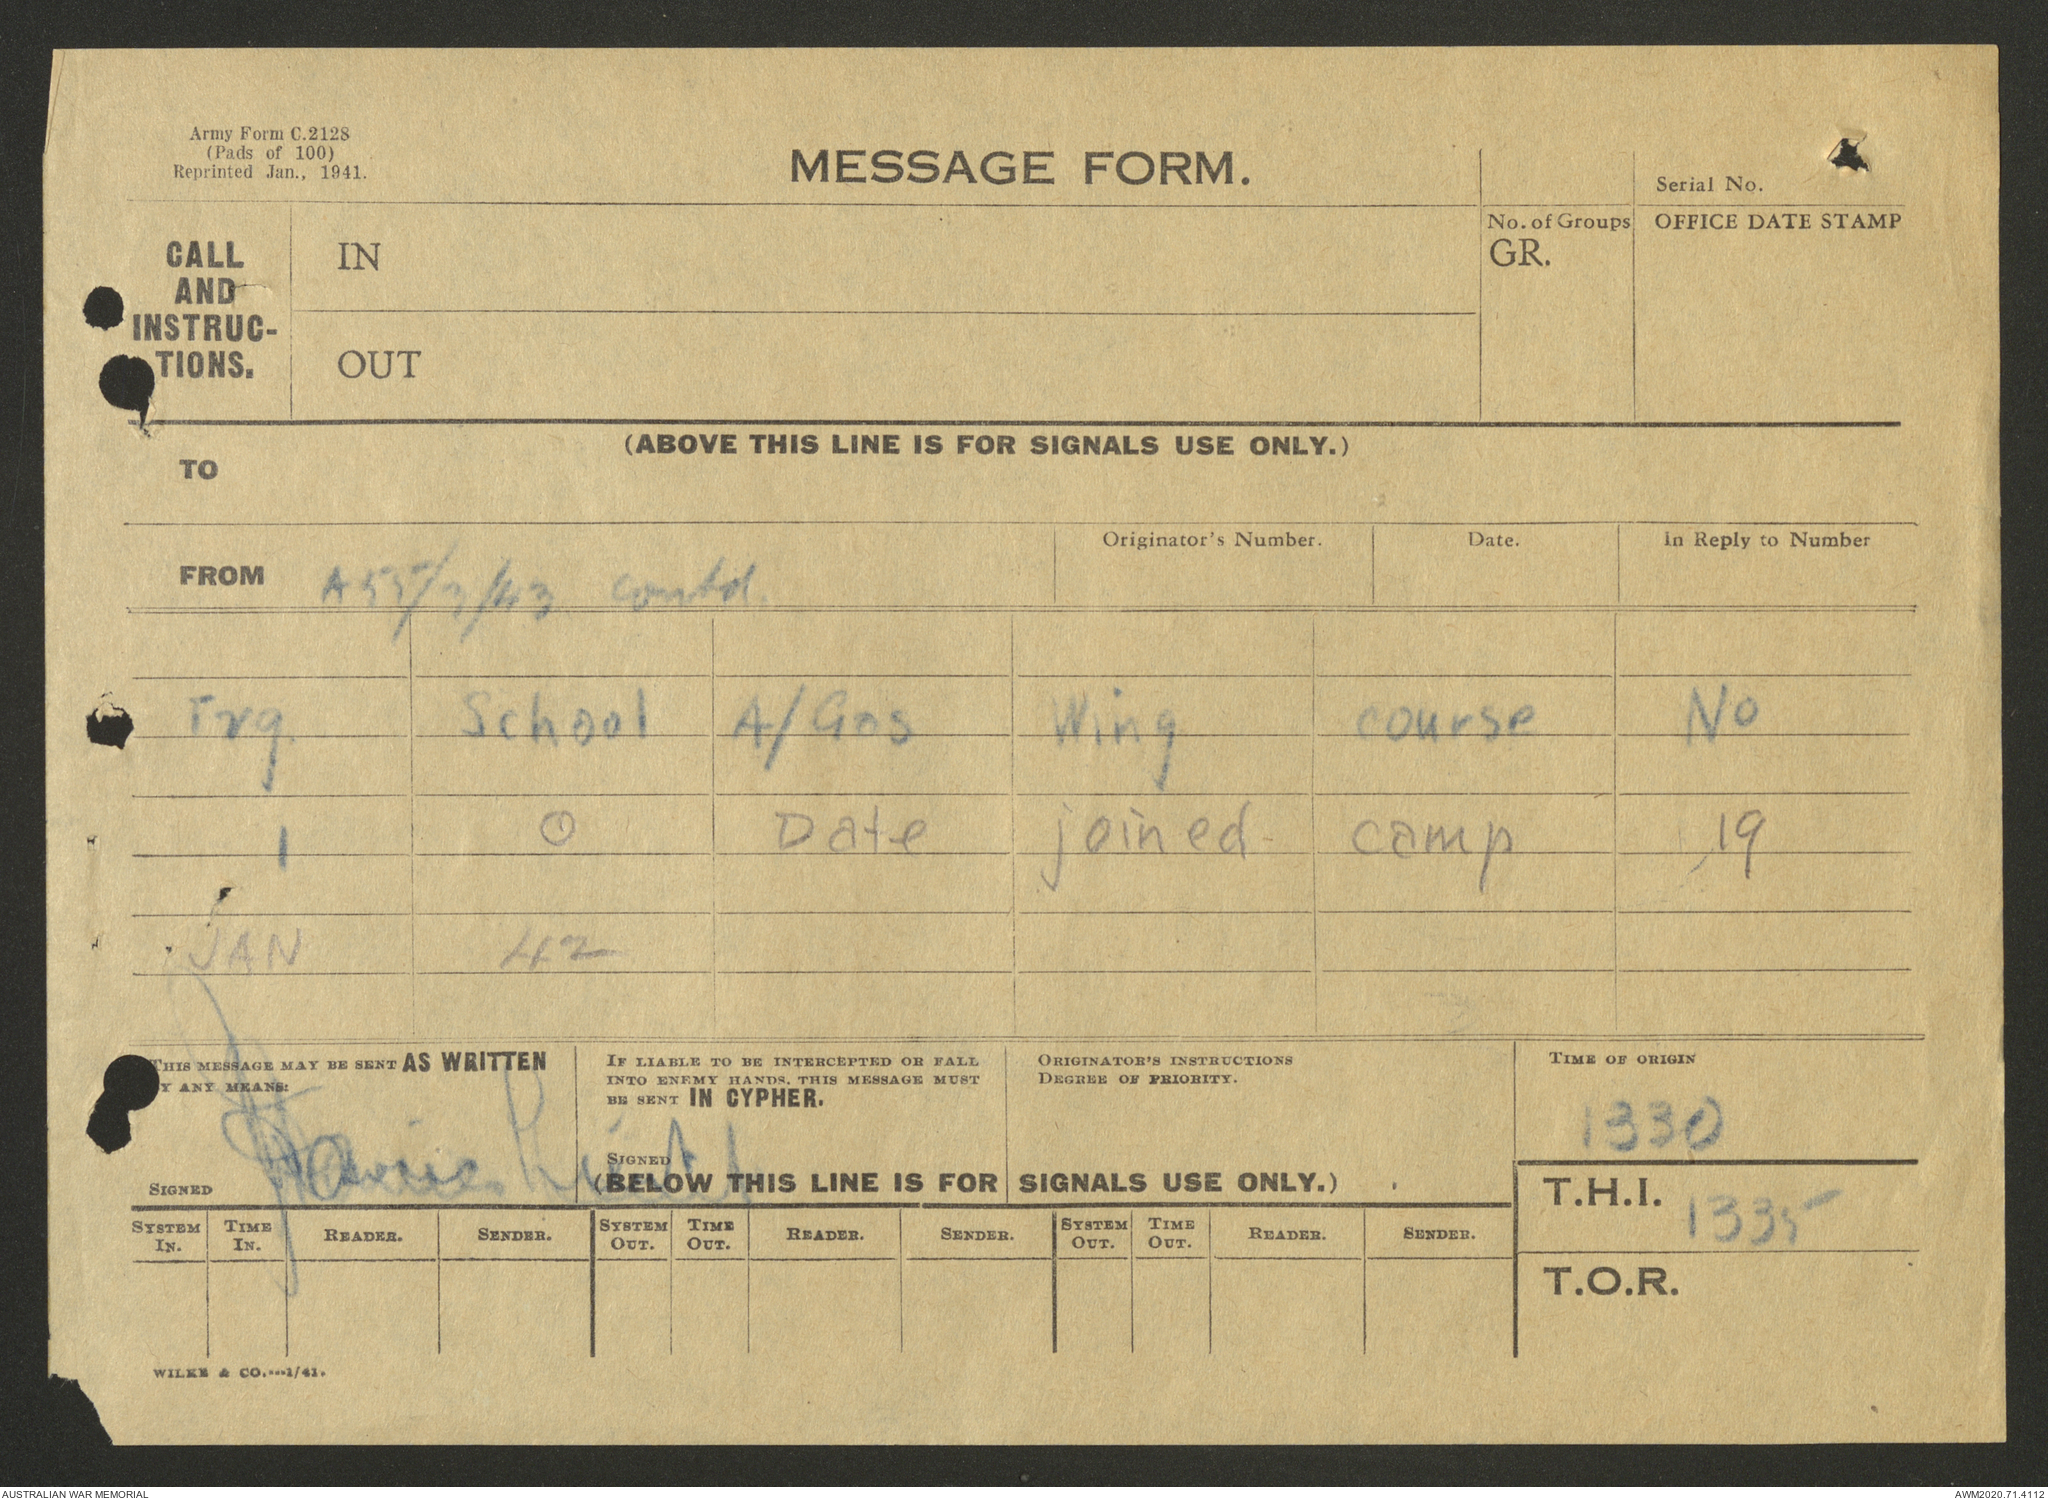 Army Form C.2128
(Pads of 100)
Reprinted Jan., 1941.
MESSAGE FORM.
Serial No.
CALL AND INSTRUC- TIONS.
IN
OUT
No. of Groups
GR.
OFFICE DATE STAMP
(ABOVE THIS LINE IS FOR SIGNALS USE ONLY.)
TO
FROM A55/3/43 contd.
Originator's Number.
Date.
In Reply to Number
Trg. School A/Gas Wing course No
1 O Date joined camp 19
JAN 42
THIS MESSAGE MAY BE SENT AS WRITTEN
BY ANY MEANS:
SIGNED
IF LIABLE TO BE INTERCEPTED OR FALL
INTO ENEMY HANDS, THIS MESSAGE MUST
BE SENT IN CYPHER.
SIGNED
ORIGINATOR'S INSTRUCTIONS
DEGREE OF PRIORITY.
TIME OF ORIGIN
1330
(BELOW THIS LINE IS FOR SIGNALS USE ONLY.)
T.H.I. 1335
T.O.R.
SYSTEM IN. TIME IN. READER. SENDER. SYSTEM OUT. TIME OUT. READER. SENDER. SYSTEM OUT. TIME OUT. READER. SENDER.
WILKE & CO.---1/41.
AUSTRALIAN WAR MEMORIAL
AWM2020.71.4112